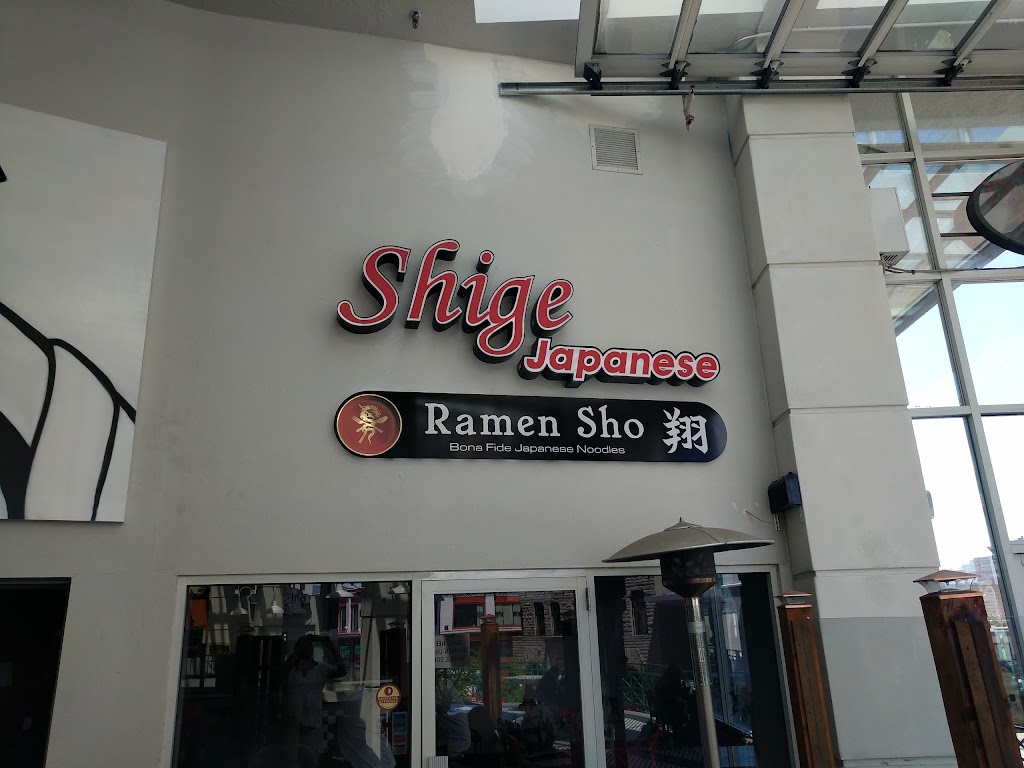 Shige
Japanese
Ramen Sho 翔
Bona Fide Japanese Noodles